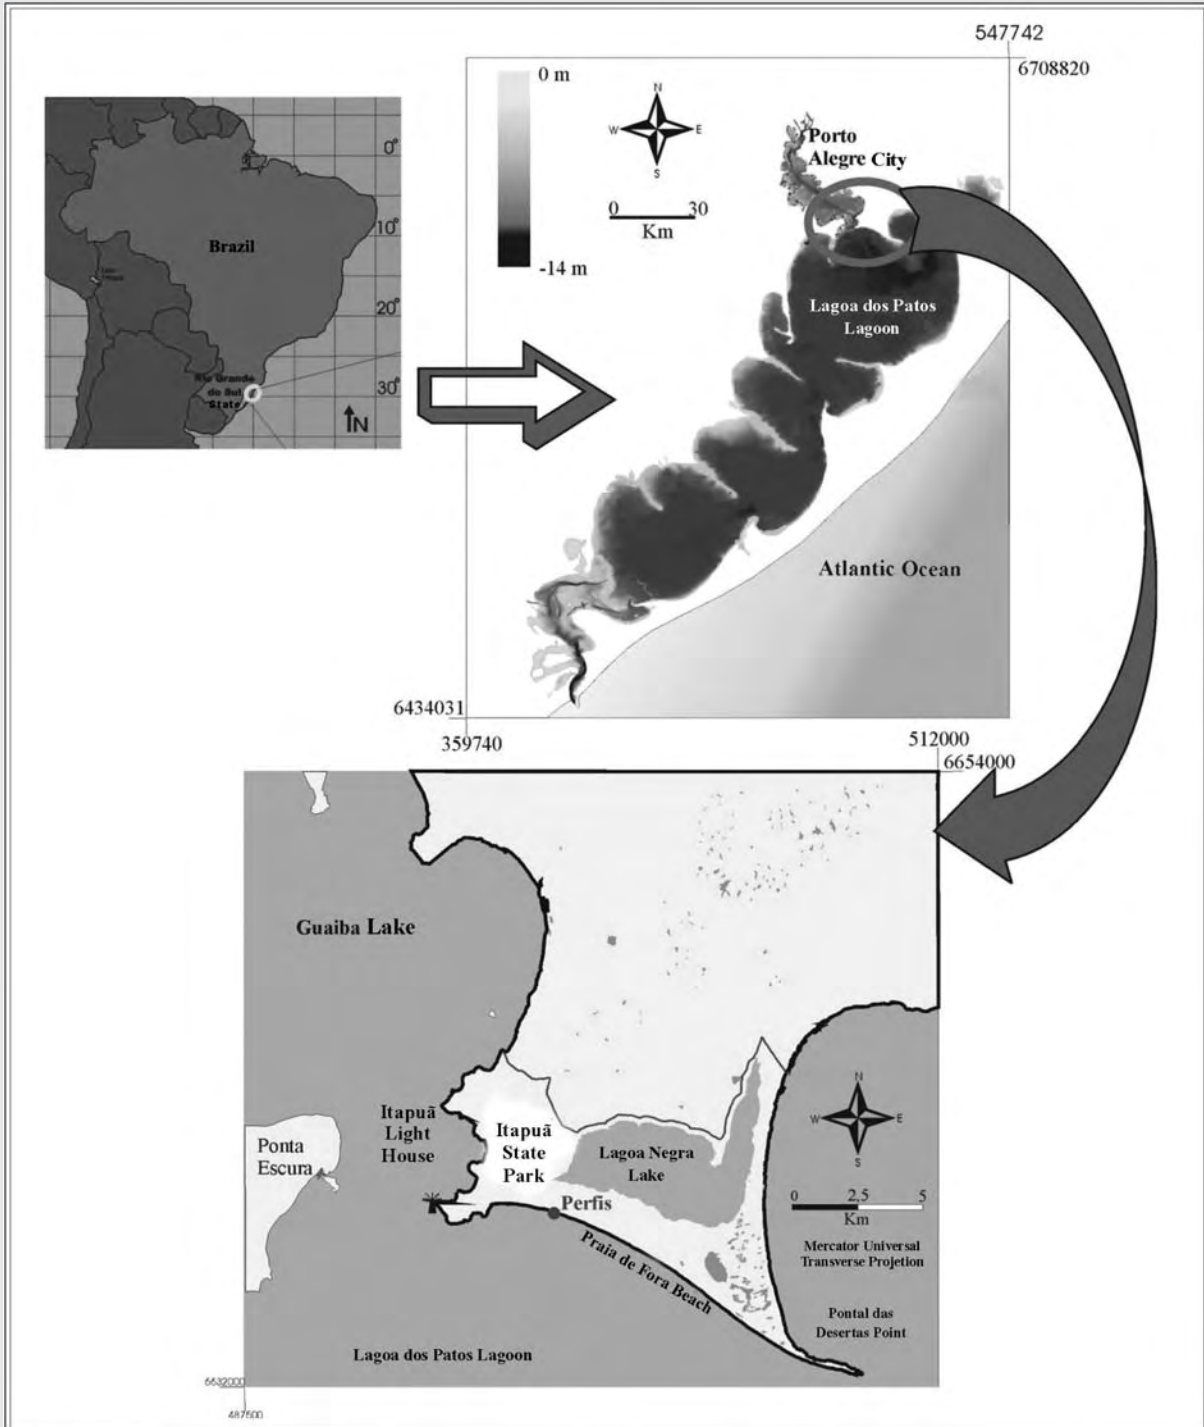 547742
6708820
0 m
-14 m
N
W
E
S
0 30
Km
Porto
Alegre City
Lagoa dos Patos
Lagoon
Atlantic Ocean
6434031
359740
0°
10°
20°
30°
Brazil
Rio Grande
do Sul
State
N
512000
6654000
Guaiba Lake
Itapuã
Light
House
Itapuã
State
Park
Lagoa Negra
Lake
Ponta
Escura
Perfis
Praia de Fora Beach
N
W
E
S
0 2,5 5
Km
Mercator Universal
Transverse Projetion
Pontal das
Desertas Point
Lagoa dos Patos Lagoon
6632000
487500